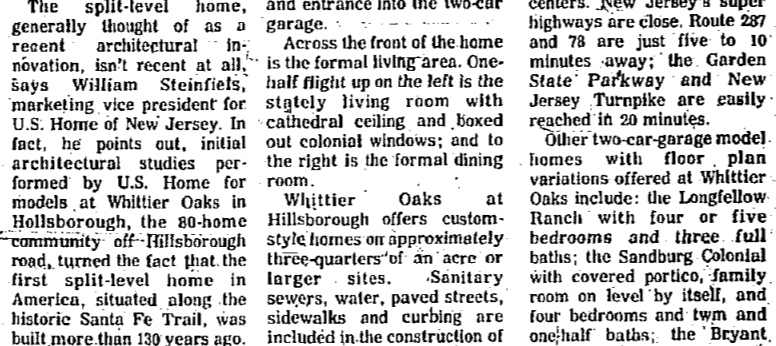 The split-level home,
generally thought of as a
recent architectural in-
novation, isn't recent at all,
says William Steinfiels,
marketing vice president for
U.S. Home of New Jersey. In
fact, he points out, initial
architectural studies per-
formed by U.S. Home for
models at Whittier Oaks in
Hollsborough, the 80-home
community off Hillsborough
road, turned the fact that the
first split-level home in
America, situated along the
historic Santa Fe Trail, was
built more than 130 years ago.
and entrance into the two-car
garage.
Across the front of the home
is the formal living area. One-
half flight up on the left is the
stately living room with
cathedral ceiling and boxed
out colonial windows; and to
the right is the formal dining
room.
Whittier Oaks at
Hillsborough offers custom-
style homes on approximately
three-quarters of an acre or
larger sites. Sanitary
sewers, water, paved streets,
sidewalks and curbing are
included in the construction of
centers. New Jersey's super
highways are close. Route 287
and 78 are just five to 10
minutes away; the Garden
State Parkway and New
Jersey Turnpike are easily
reached in 20 minutes.
Other two-car-garage model
homes with floor plan
variations offered at Whittier
Oaks include: the Longfellow
Ranch with four or five
bedrooms and three full
baths; the Sandburg Colonial
with covered portico, family
room on level by itself, and
four bedrooms and twm and
one-half baths; the Bryant